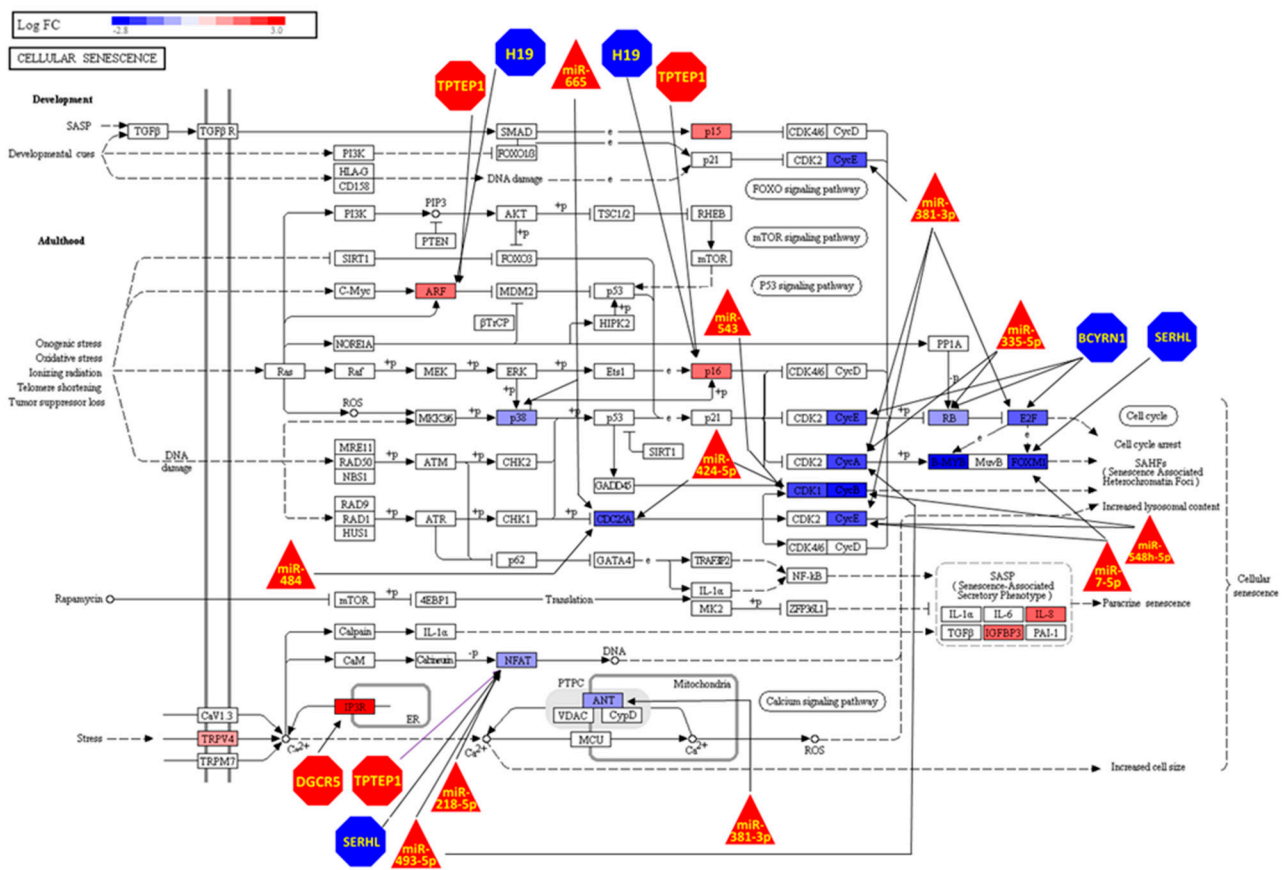 Log FC
-2.8
3.0
CELLULAR SENESCENCE
H19
miR-
665
H19
TPTEP1
TPTEP1
Development
SASP
TGFβ
TGFβ R
SMAD
e
p15
CDK4/6
CycD
Developmental cues
PI3K
FOXO1/3
p21
CDK2
CycE
HLA-G
CD158
DNA damage
e
FOXO signaling pathway
miR-
381-3p
PI3K
PIP3
AKT
+p
TSC1/2
RHEB
PTEN
+p
mTOR signaling pathway
Adulthood
SIRT1
FOXO3
mTOR
C-Myc
ARF
MDM2
p53
P53 signaling pathway
+p
βTrCP
HIPK2
miR-
543
miR-
335-5p
BCYRN1
SERHL
NORE1A
PP1A
Onogenic stress
Oxidative stress
Ionizing radiation
Telomere shortening
Tumor suppressor loss
Ras
Raf
+p
MEK
+p
ERK
+p
Ets1
e
p16
CDK4/6
CycD
-p
+p
+p
ROS
MKK3/6
+p
p38
p53
e
p21
CDK2
CycE
+p
RB
E2F
Cell cycle
SIRT1
e
e
Cell cycle arrest
DNA
damage
MRE11
RAD50
NBS1
+p
ATM
+p
CHK2
+p
miR-
424-5p
CDK2
CycA
+p
B-MYB
MuvB
FOXM1
SAHFs
( Senescence Associated
Heterochromatin Foci )
GADD45
CDK1
CycB
Increased lysosomal content
RAD9
RAD1
HUS1
+p
ATR
+p
CHK1
+p
CDC25A
CDK2
CycE
CDK4/6
CycD
miR-
548h-5p
miR-
7-5p
miR-
484
p62
GATA4
e
TRAF3IP2
NF-kB
IL-1α
SASP
( Senescence-Associated
Secretory Phenotype )
Cellular
senescence
Rapamycin
mTOR
+p
4EBP1
Translation
MK2
+p
ZFP36L1
IL-1α
IL-6
IL-8
Paracrine senescence
TGFβ
IGFBP3
PAI-1
Calpain
IL-1α
CaM
Calcineurin
-p
NFAT
DNA
PTPC
Mitochondria
ANT
VDAC
CypD
Calcium signaling pathway
IP3R
ER
CaV1.3
Stress
TRPV4
Ca2+
Ca2+
MCU
Ca2+
ROS
TRPM7
Increased cell size
DGCR5
TPTEP1
miR-
218-5p
SERHL
miR-
493-5p
miR-
381-3p